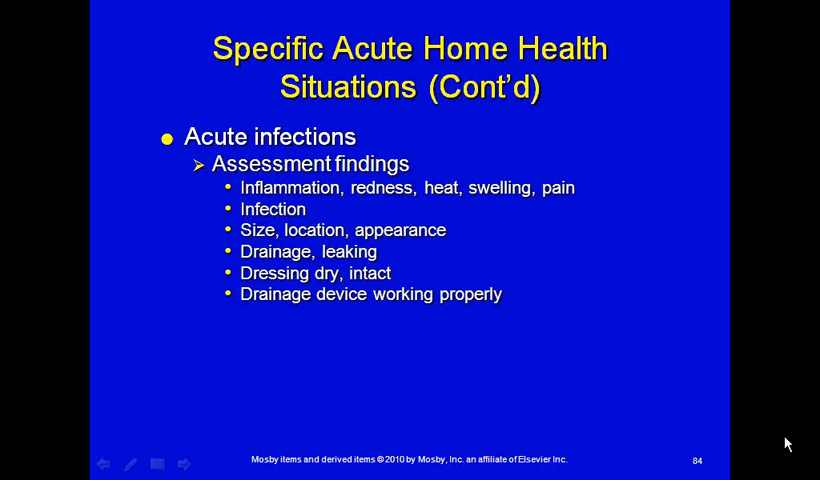 Specific Acute Home Health
Situations (Cont'd)
Acute infections
Assessment findings
Inflammation, redness, heat, swelling, pain
Infection
Size, location, appearance
Drainage, leaking
Dressing dry, intact
Drainage device working properly
Mosby items and derived items © 2010 by Mosby, Inc. an affiliate of Elsevier Inc.
84